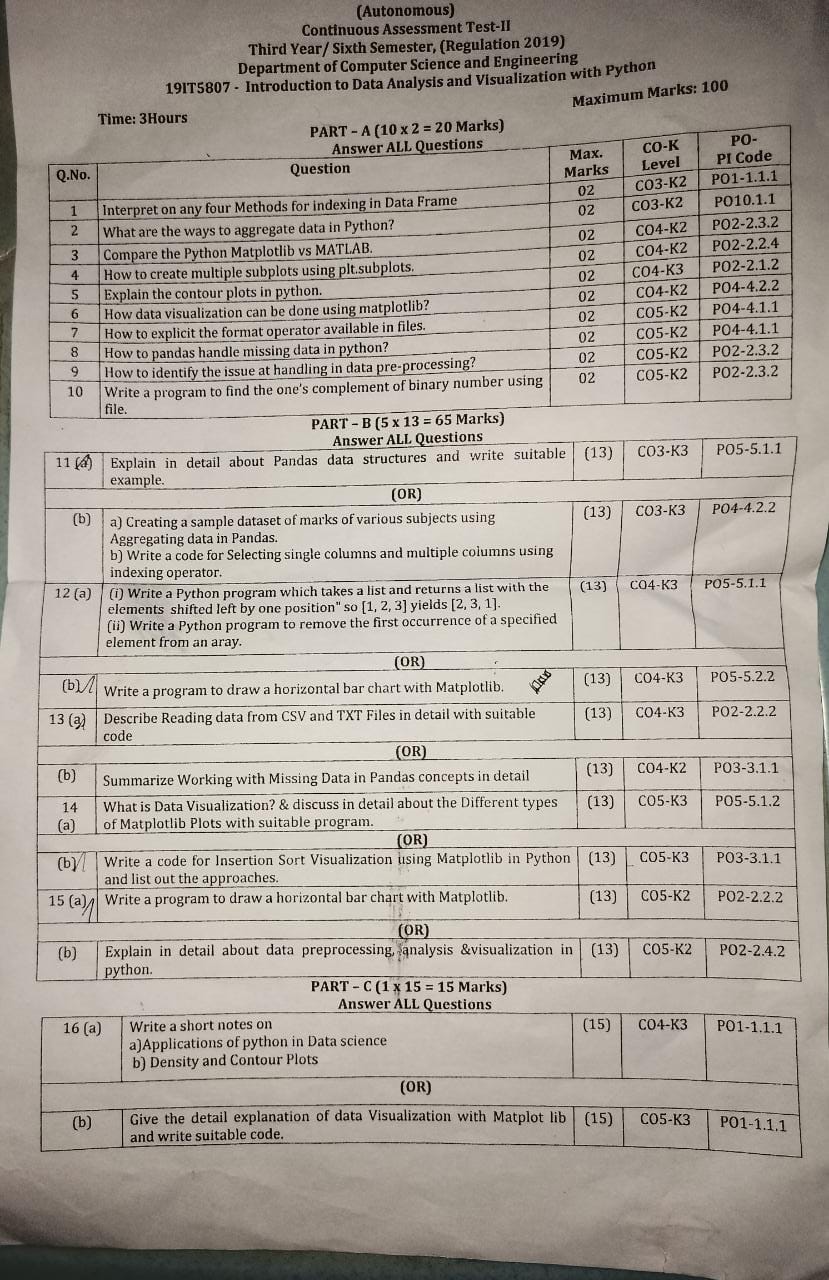 (Autonomous)
Continuous Assessment Test-II
Third Year/ Sixth Semester, (Regulation 2019)
Department of Computer Science and Engineering
19IT5807 - Introduction to Data Analysis and Visualization with Python
Time: 3Hours Maximum Marks: 100
PART – A (10 x 2 = 20 Marks)
Answer ALL Questions
Q.No. Question Max. Marks CO-K Level PO-PI Code
1 Interpret on any four Methods for indexing in Data Frame 02 CO3-K2 PO1-1.1.1
2 What are the ways to aggregate data in Python? 02 CO3-K2 PO10.1.1
3 Compare the Python Matplotlib vs MATLAB. 02 CO4-K2 PO2-2.3.2
4 How to create multiple subplots using plt.subplots. 02 CO4-K2 PO2-2.2.4
5 Explain the contour plots in python. 02 CO4-K3 PO2-2.1.2
6 How data visualization can be done using matplotlib? 02 CO4-K2 PO4-4.2.2
7 How to explicit the format operator available in files. 02 CO5-K2 PO4-4.1.1
8 How to pandas handle missing data in python? 02 CO5-K2 PO4-4.1.1
9 How to identify the issue at handling in data pre-processing? 02 CO5-K2 PO2-2.3.2
10 Write a program to find the one's complement of binary number using 02 CO5-K2 PO2-2.3.2
file.
PART – B (5 x 13 = 65 Marks)
Answer ALL Questions
11 (a) Explain in detail about Pandas data structures and write suitable (13) CO3-K3 PO5-5.1.1
example.
(OR)
(b) a) Creating a sample dataset of marks of various subjects using (13) CO3-K3 PO4-4.2.2
Aggregating data in Pandas.
b) Write a code for Selecting single columns and multiple columns using
indexing operator.
12 (a) (i) Write a Python program which takes a list and returns a list with the (13) CO4-K3 PO5-5.1.1
elements shifted left by one position" so [1, 2, 3] yields [2, 3, 1].
(ii) Write a Python program to remove the first occurrence of a specified
element from an aray.
(OR)
(b) Write a program to draw a horizontal bar chart with Matplotlib. (13) CO4-K3 PO5-5.2.2
13 (a) Describe Reading data from CSV and TXT Files in detail with suitable (13) CO4-K3 PO2-2.2.2
code
(OR)
(b) Summarize Working with Missing Data in Pandas concepts in detail (13) CO4-K2 PO3-3.1.1
14 What is Data Visualization? & discuss in detail about the Different types (13) CO5-K3 PO5-5.1.2
(a) of Matplotlib Plots with suitable program.
(OR)
(b) Write a code for Insertion Sort Visualization using Matplotlib in Python (13) CO5-K3 PO3-3.1.1
and list out the approaches.
15 (a) Write a program to draw a horizontal bar chart with Matplotlib. (13) CO5-K2 PO2-2.2.2
(OR)
(b) Explain in detail about data preprocessing, analysis &visualization in (13) CO5-K2 PO2-2.4.2
python.
PART – C (1 x 15 = 15 Marks)
Answer ALL Questions
16 (a) Write a short notes on (15) CO4-K3 PO1-1.1.1
a)Applications of python in Data science
b) Density and Contour Plots
(OR)
(b) Give the detail explanation of data Visualization with Matplot lib (15) CO5-K3 PO1-1.1.1
and write suitable code.